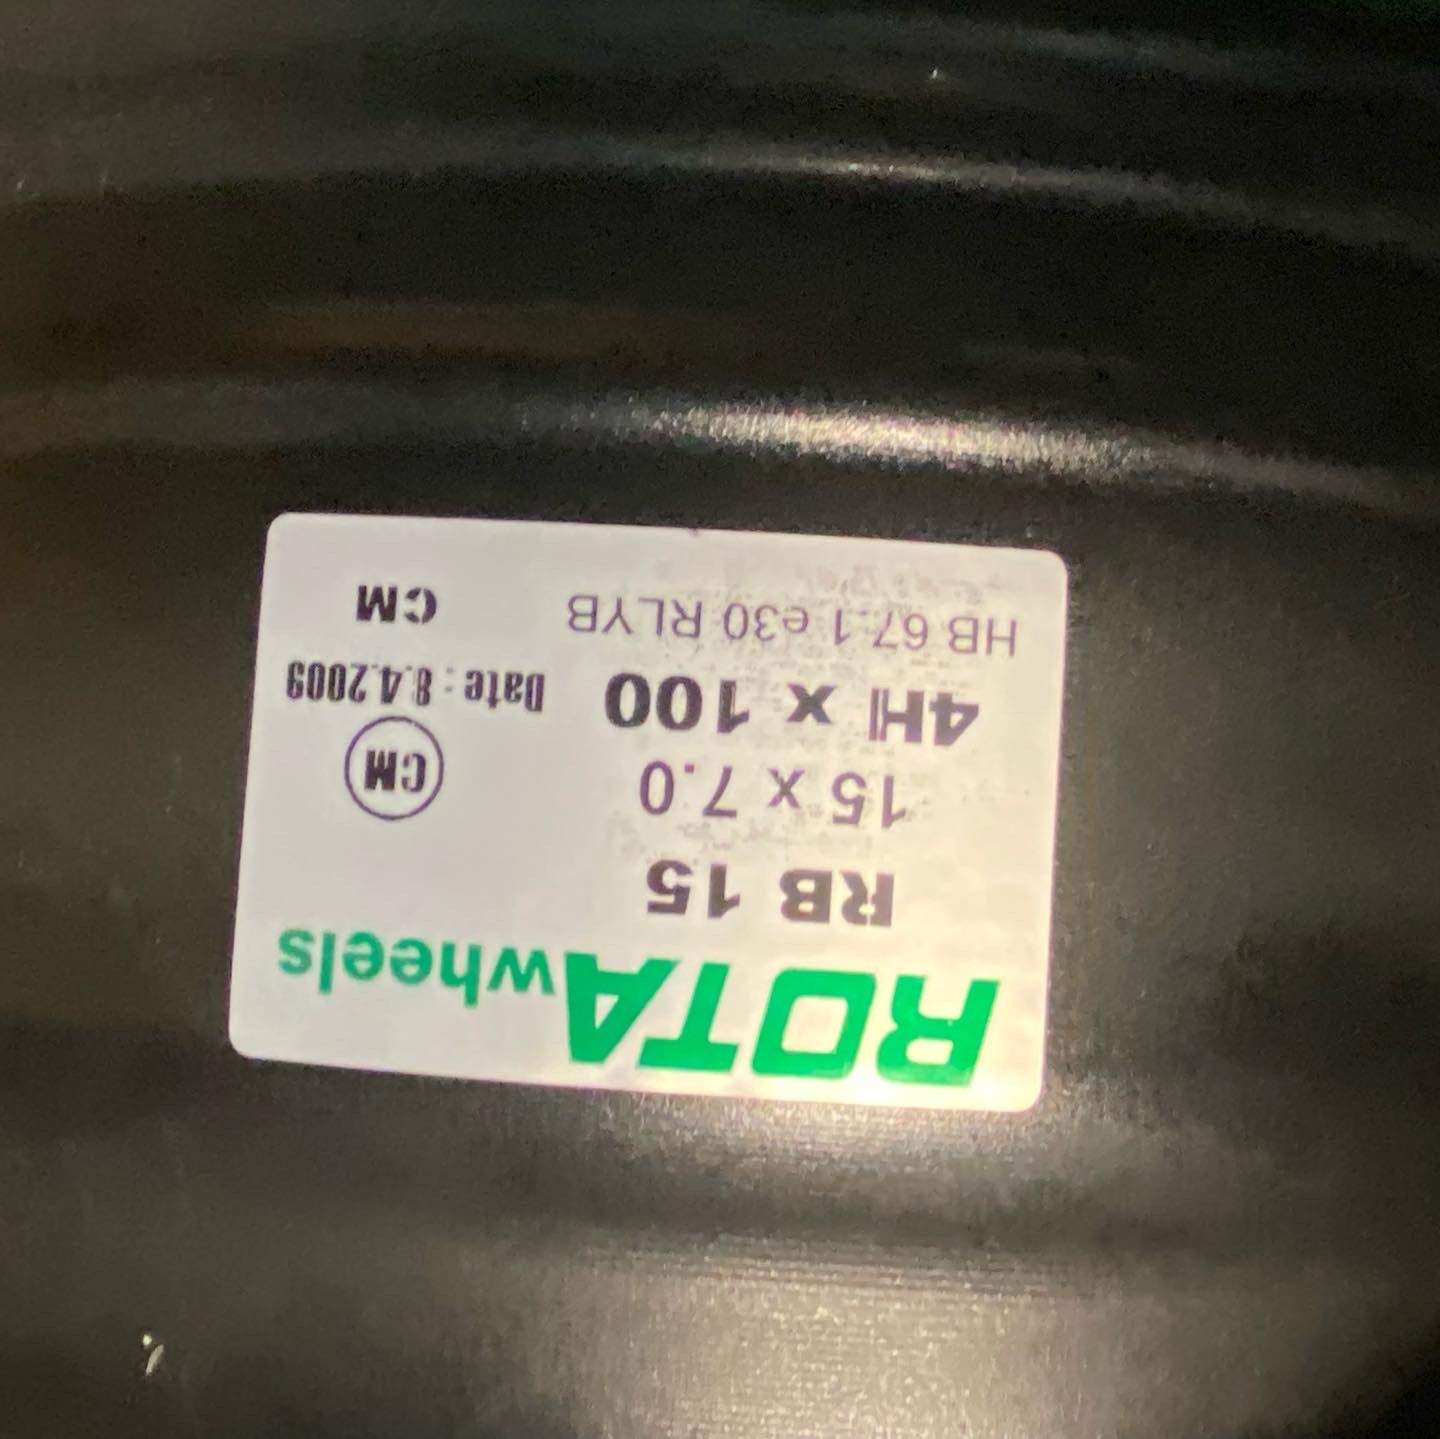 ROTAwheels
RB 15
15 x 7.0
CM
4H x 100
Date : 8.4.2009
HB 67.1 e30 RLYB
CM